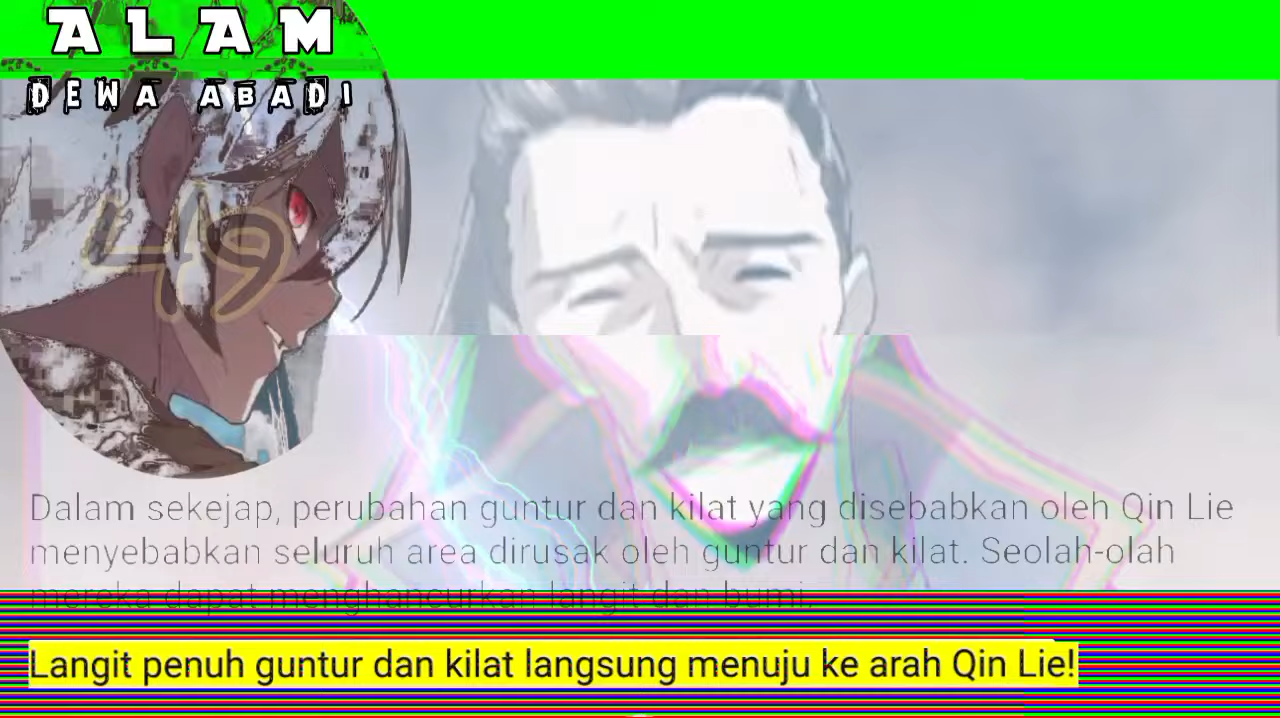 ALAM
DEWA ABADI
49
Dalam sekejap, perubahan guntur dan kilat yang disebabkan oleh Qin Lie
menyebabkan seluruh area dirusak oleh guntur dan kilat. Seolah-olah
mereka dapat menghancurkan langit dan bumi.
Langit penuh guntur dan kilat langsung menuju ke arah Qin Lie!